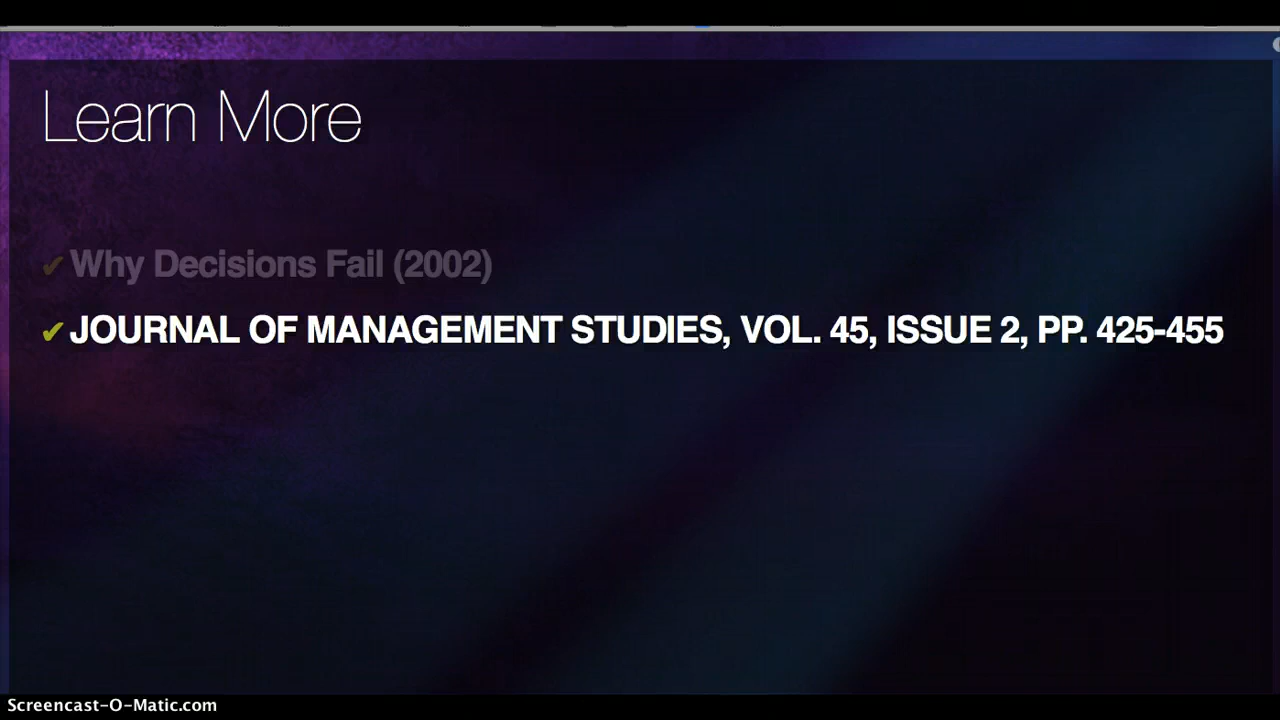 Learn More
✔ Why Decisions Fail (2002)
✔ JOURNAL OF MANAGEMENT STUDIES, VOL. 45, ISSUE 2, PP. 425-455
Screencast-O-Matic.com